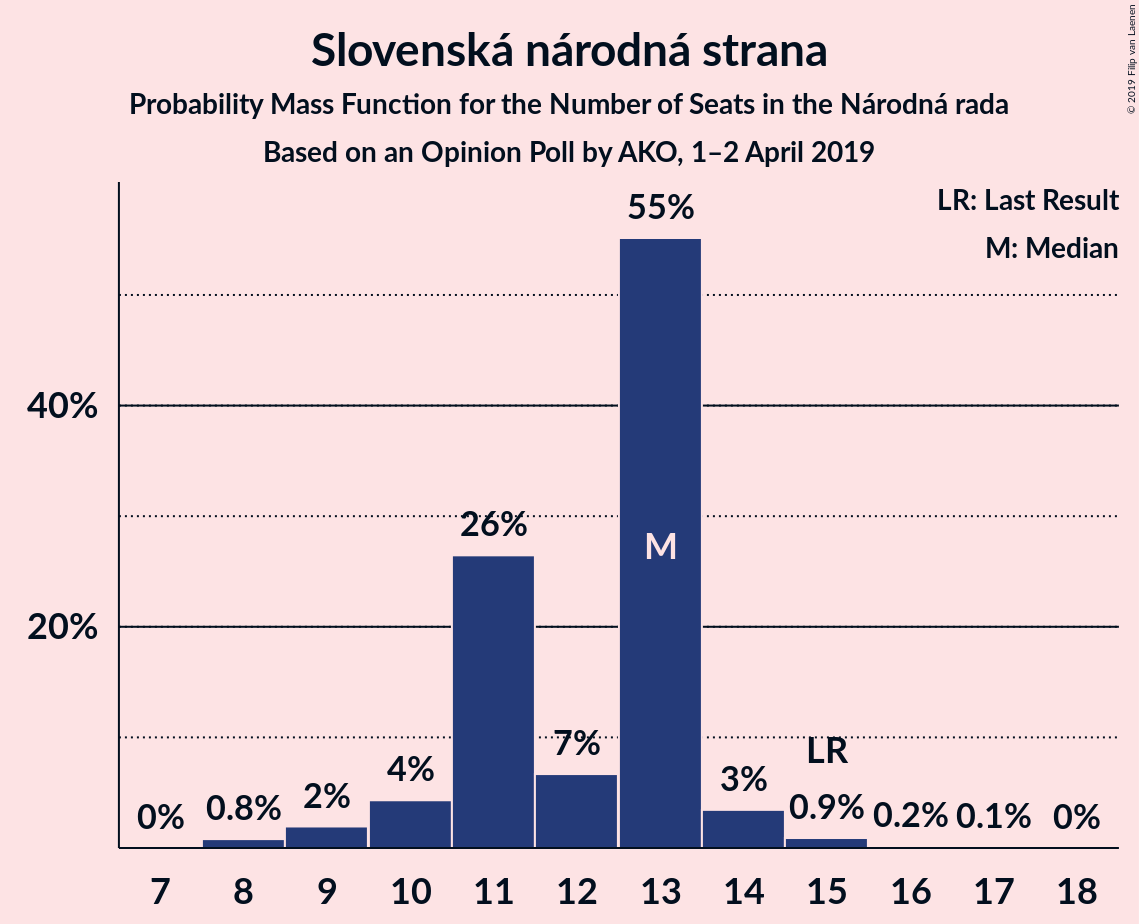 Slovenská národná strana
Probability Mass Function for the Number of Seats in the Národná rada
Based on an Opinion Poll by AKO, 1–2 April 2019
© 2019 Filip van Laenen
LR: Last Result
M: Median
55%
40%
26%
M
20%
7%
LR
4%
3%
2%
0.8%
0.9%
0%
0.2%
0.1%
0%
7 8 9 10 11 12 13 14 15 16 17 18